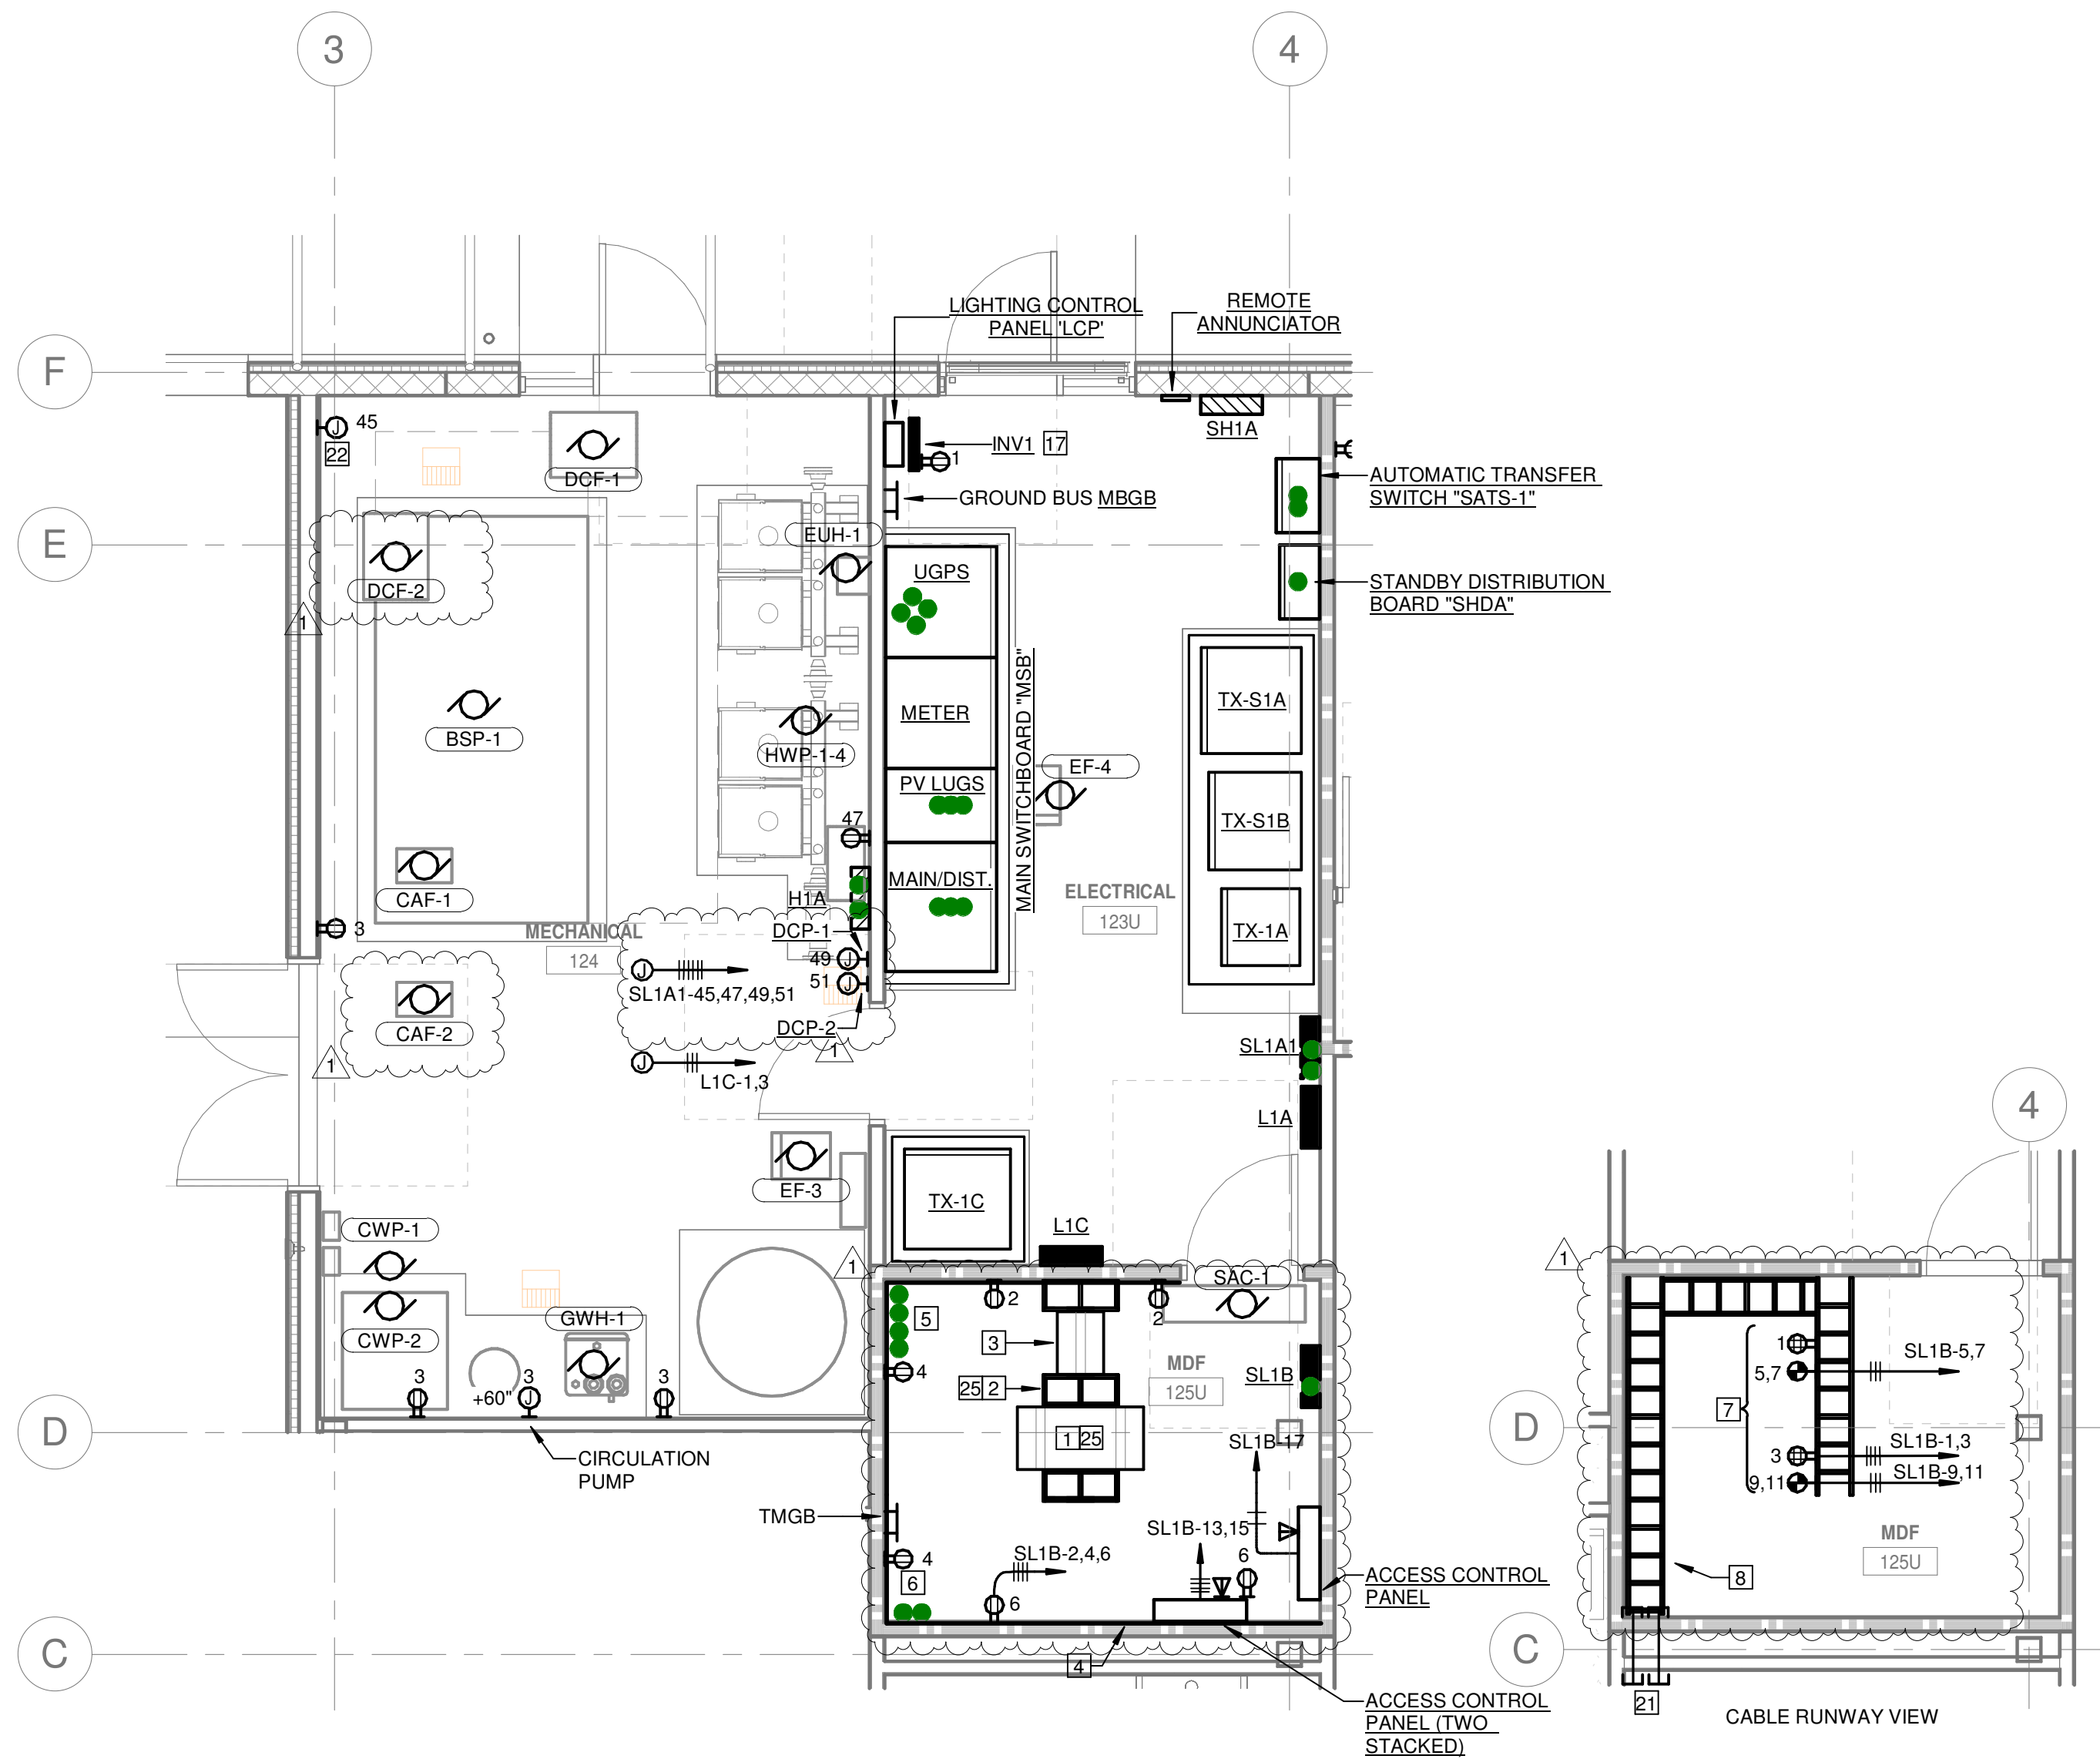 3
4
LIGHTING CONTROL
PANEL 'LCP'
REMOTE
ANNUNCIATOR
F
J
45
22
DCF-1
INV1
17
1
SH1A
AUTOMATIC TRANSFER
SWITCH "SATS-1"
GROUND BUS MBGB
E
EUH-1
UGPS
DCF-2
1
STANDBY DISTRIBUTION
BOARD "SHDA"
BSP-1
HWP-1-4
METER
MAIN SWITCHBOARD "MSB"
EF-4
TX-S1A
PV LUGS
47
TX-S1B
CAF-1
H1A
MAIN/DIST.
ELECTRICAL
123U
3
MECHANICAL
124
DCP-1
TX-1A
J
49
J
51
J
SL1A1-45,47,49,51
CAF-2
DCP-2
1
1
SL1A1
J
L1C-1,3
L1A
4
EF-3
TX-1C
CWP-1
L1C
CWP-2
GWH-1
1
SAC-1
1
5
2
2
3
MDF
125U
4
25
2
SL1B
3
+60"
3
J
3
1
5,7
SL1B-5,7
7
D
1
25
SL1B-17
D
3
SL1B-1,3
9,11
SL1B-9,11
CIRCULATION
PUMP
TMGB
SL1B-13,15
MDF
125U
4
6
SL1B-2,4,6
6
6
8
ACCESS CONTROL
PANEL
C
4
C
21
ACCESS CONTROL
PANEL (TWO
STACKED)
CABLE RUNWAY VIEW